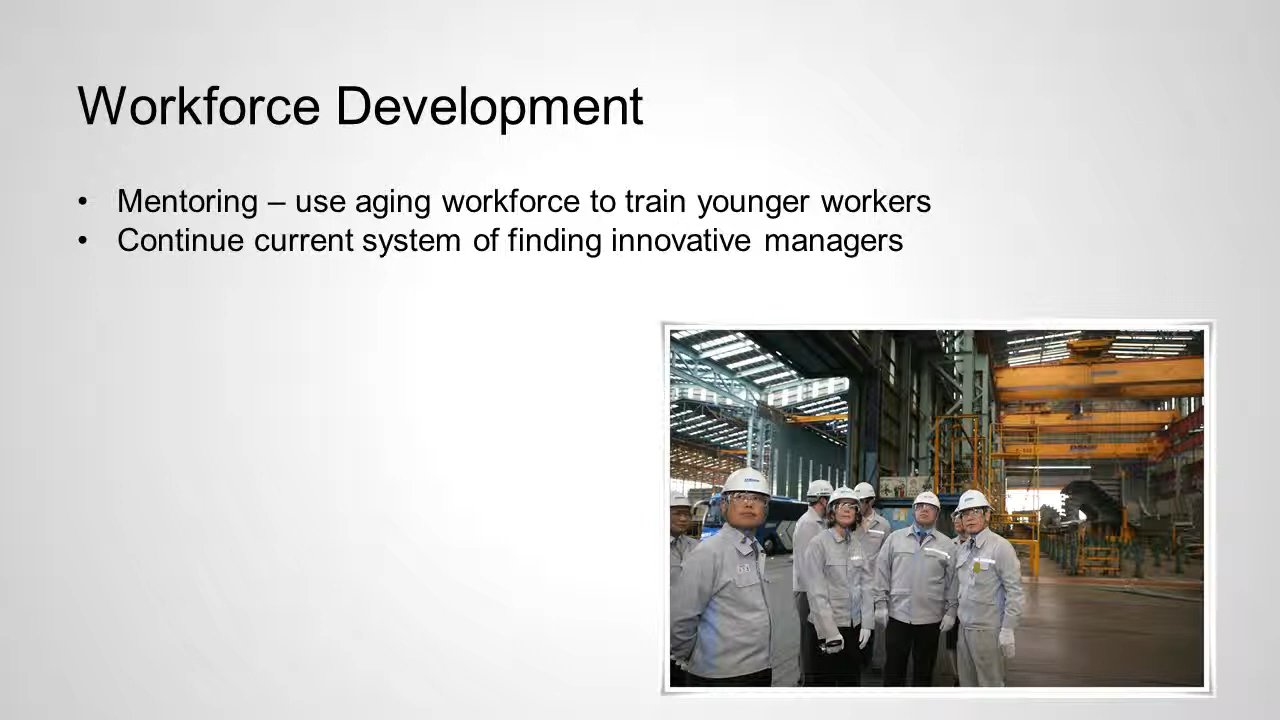 Workforce Development
• Mentoring – use aging workforce to train younger workers
• Continue current system of finding innovative managers